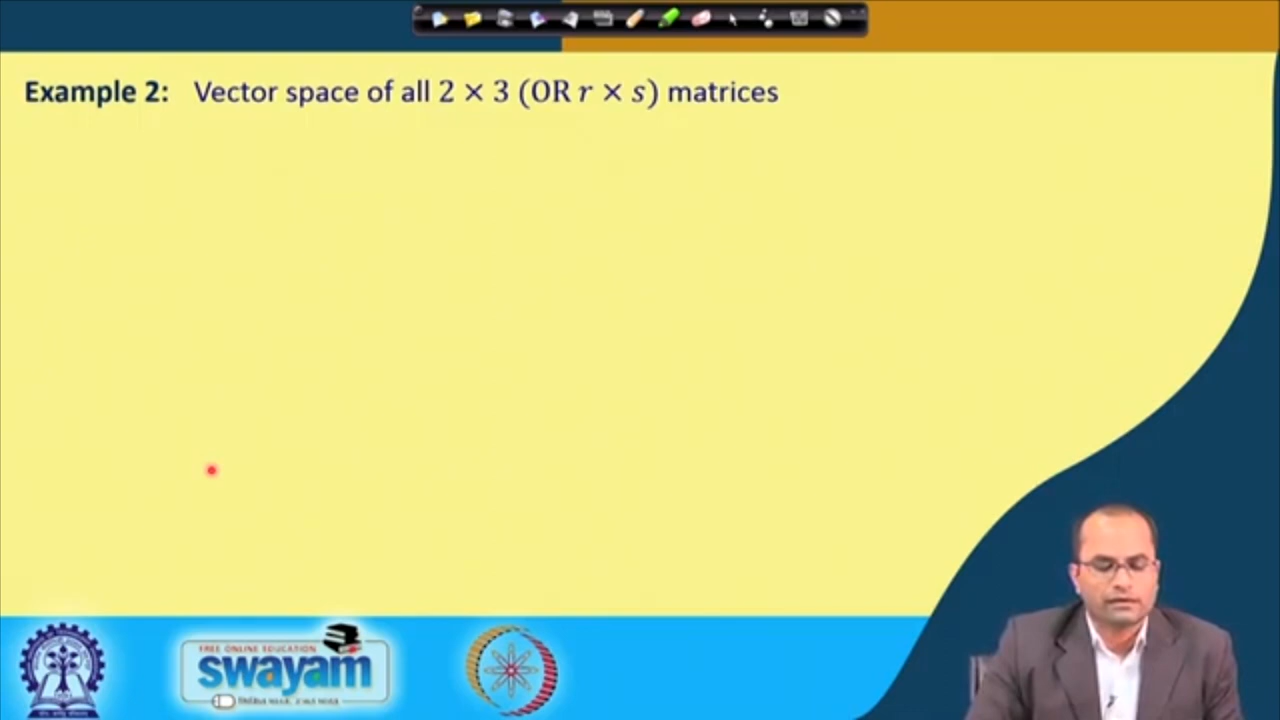 Example 2: Vector space of all 2 × 3 (OR r × s) matrices
FREE ONLINE EDUCATION
swayam